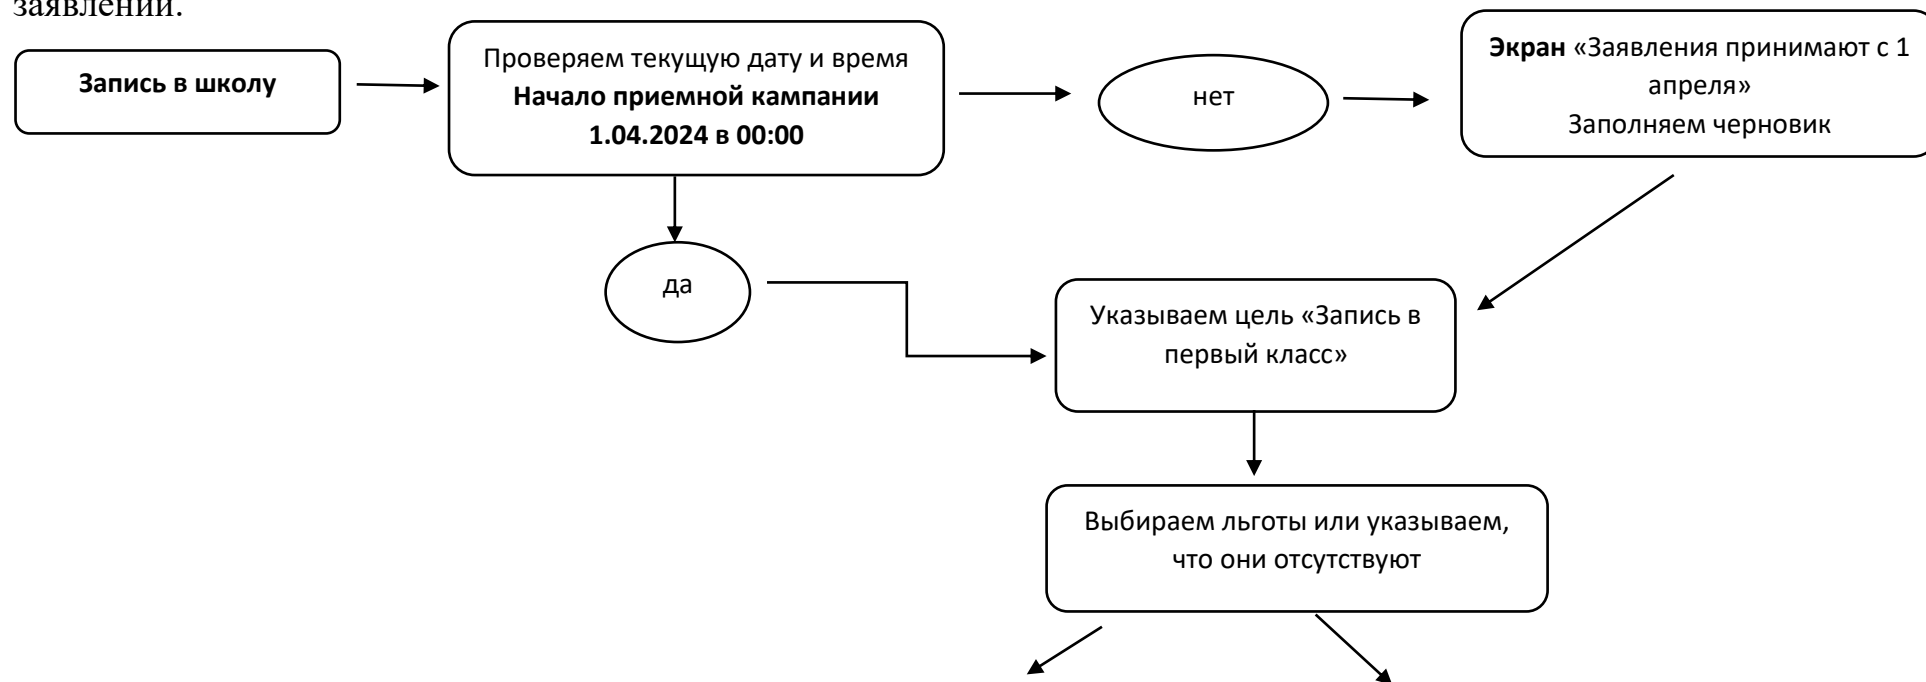 заявлений.
Запись в школу
Проверяем текущую дату и время
Начало приемной кампании
1.04.2024 в 00:00
нет
Экран «Заявления принимают с 1
апреля»
Заполняем черновик
да
Указываем цель «Запись в
первый класс»
Выбираем льготы или указываем,
что они отсутствуют